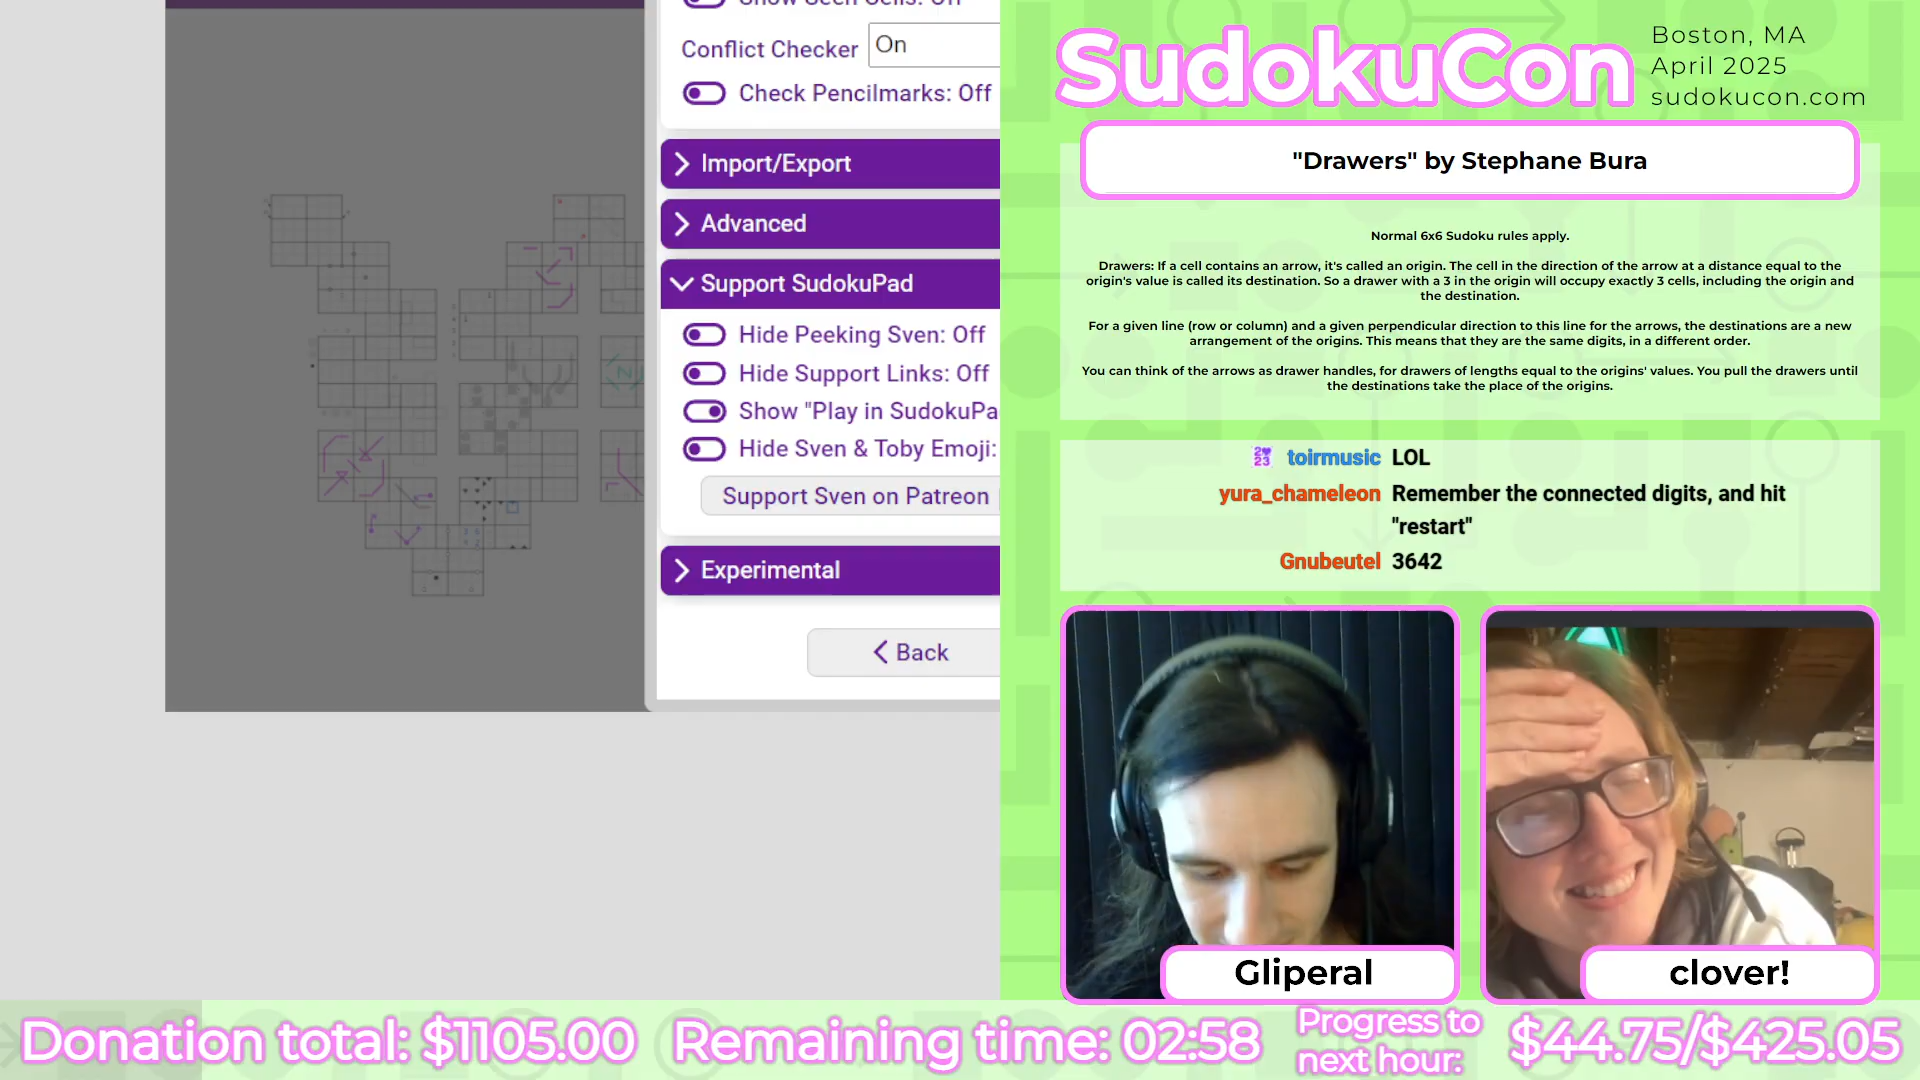 Conflict Checker
On
Check Pencilmarks: Off
Import/Export
Advanced
Support SudokuPad
Hide Peeking Sven: Off
Hide Support Links: Off
Show "Play in SudokuPa
Hide Sven & Toby Emoji:
Support Sven on Patreon
Experimental
Back
SudokuCon
Boston, MA
April 2025
sudokucon.com
"Drawers" by Stephane Bura
Normal 6x6 Sudoku rules apply.
Drawers: If a cell contains an arrow, it's called an origin. The cell in the direction of the arrow at a distance equal to the
origin's value is called its destination. So a drawer with a 3 in the origin will occupy exactly 3 cells, including the origin and
the destination.
For a given line (row or column) and a given perpendicular direction to this line for the arrows, the destinations are a new
arrangement of the origins. This means that they are the same digits, in a different order.
You can think of the arrows as drawer handles, for drawers of lengths equal to the origins' values. You pull the drawers until
the destinations take the place of the origins.
toirmusic LOL
yura_chameleon Remember the connected digits, and hit
"restart"
Gnubeutel 3642
Gliperal
clover!
Donation total: $1105.00
Remaining time: 02:58
Progress to
next hour:
$44.75/$425.05